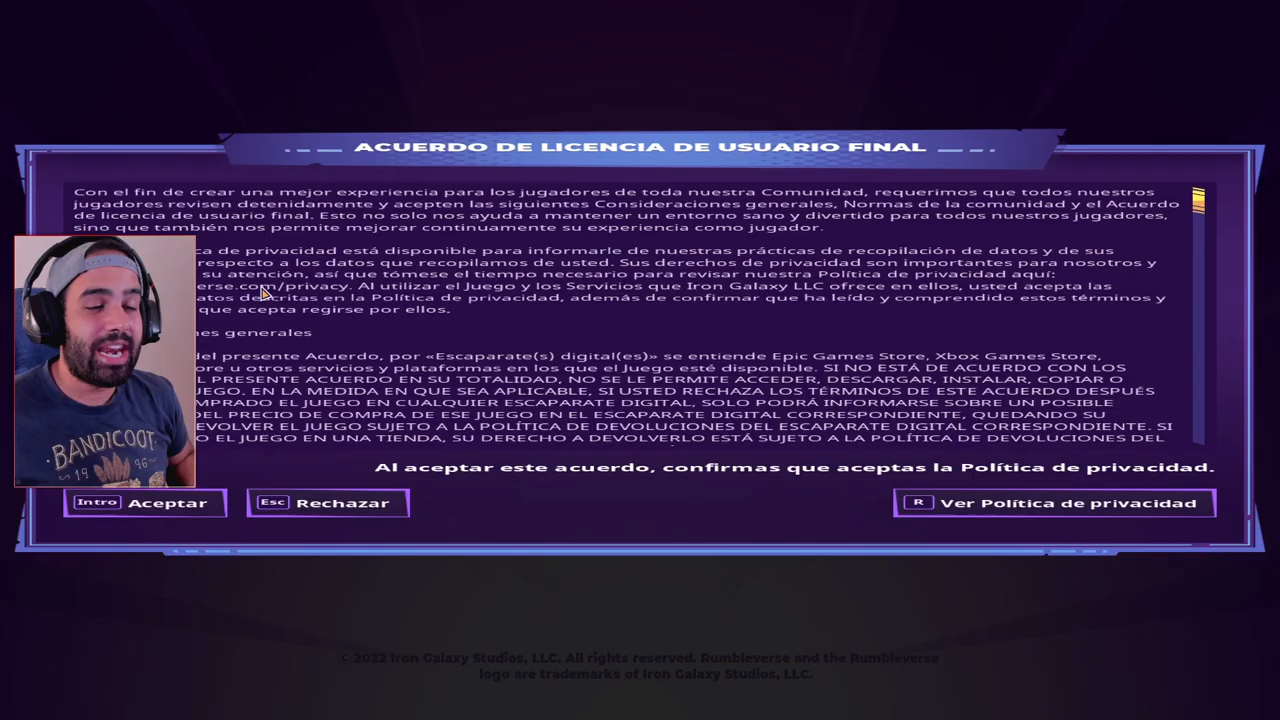 ACUERDO DE LICENCIA DE USUARIO FINAL
Con el fin de crear una mejor experiencia para los jugadores de toda nuestra Comunidad, requerimos que todos nuestros
jugadores revisen detenidamente y acepten las siguientes Consideraciones generales, Normas de la comunidad y el Acuerdo
de licencia de usuario final. Esto no solo nos ayuda a mantener un entorno sano y divertido para todos nuestros jugadores,
sino que también nos permite mejorar continuamente su experiencia como jugador.
de privacidad está disponible para informarle de nuestras prácticas de recopilación de datos y de sus
respecto a los datos que recopilamos de usted. Sus derechos de privacidad son importantes para nosotros y
su atención, así que tómese el tiempo necesario para revisar nuestra Política de privacidad aquí:
erse.com/privacy. Al utilizar el Juego y los Servicios que Iron Galaxy LLC ofrece en ellos, usted acepta las
descritas en la Política de privacidad, además de confirmar que ha leído y comprendido estos términos y
que acepta regirse por ellos.
generales
del presente Acuerdo, por «Escaparate(s) digital(es)» se entiende Epic Games Store, Xbox Games Store,
u otros servicios y plataformas en los que el Juego esté disponible. SI NO ESTÁ DE ACUERDO CON LOS
PRESENTE ACUERDO EN SU TOTALIDAD, NO SE LE PERMITE ACCEDER, DESCARGAR, INSTALAR, COPIAR O
EN LA MEDIDA EN QUE SEA APLICABLE, SI USTED RECHAZA LOS TÉRMINOS DE ESTE ACUERDO DESPUÉS
EL JUEGO EN CUALQUIER ESCAPARATE DIGITAL, SOLO PODRÁ INFORMARSE SOBRE UN POSIBLE
DEL PRECIO DE COMPRA DE ESE JUEGO EN EL ESCAPARATE DIGITAL CORRESPONDIENTE, QUEDANDO SU
EL JUEGO SUJETO A LA POLÍTICA DE DEVOLUCIONES DEL ESCAPARATE DIGITAL CORRESPONDIENTE. SI
O EL JUEGO EN UNA TIENDA, SU DERECHO A DEVOLVERLO ESTÁ SUJETO A LA POLÍTICA DE DEVOLUCIONES DEL
Al aceptar este acuerdo, confirmas que aceptas la Política de privacidad.
Intro Aceptar
Esc Rechazar
R Ver Política de privacidad
BANDICOOT
19 96
© 2022 Iron Galaxy Studios, LLC. All rights reserved. Rumbleverse and the Rumbleverse
logo are trademarks of Iron Galaxy Studios, LLC.